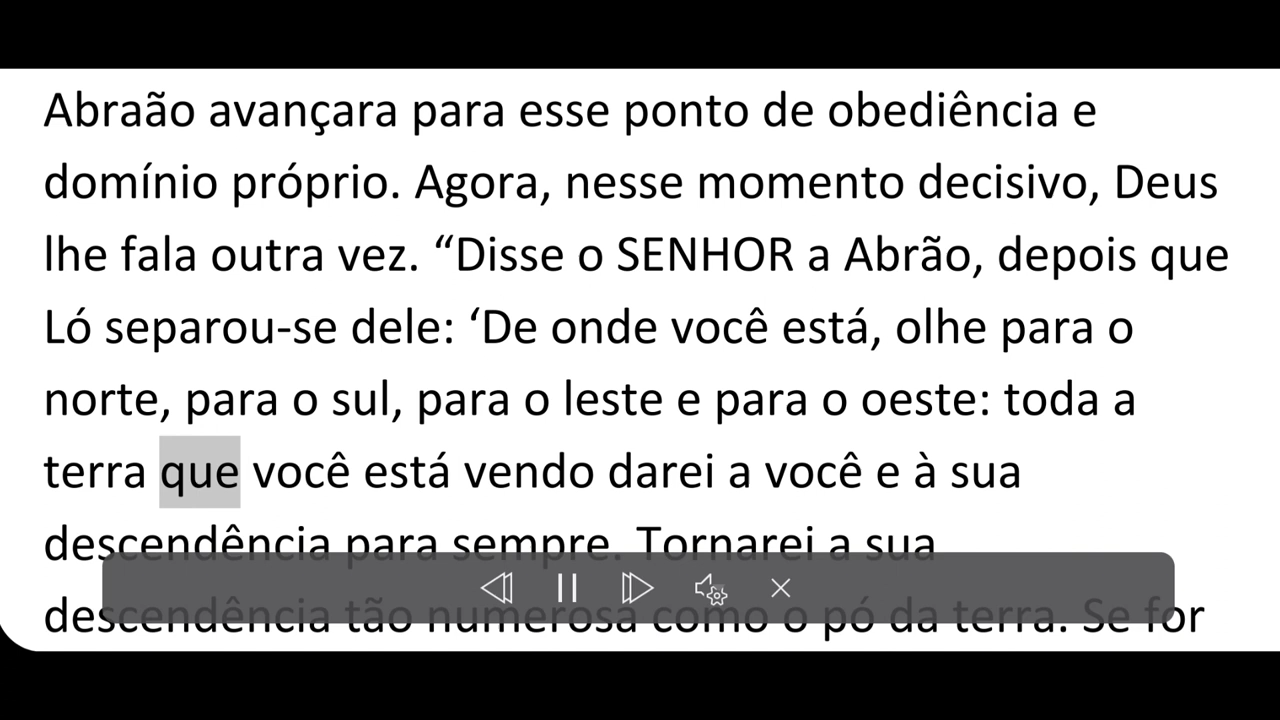 Abraão avançara para esse ponto de obediência e
domínio próprio. Agora, nesse momento decisivo, Deus
lhe fala outra vez. “Disse o SENHOR a Abrão, depois que
Ló separou-se dele: ‘De onde você está, olhe para o
norte, para o sul, para o leste e para o oeste: toda a
terra que você está vendo darei a você e à sua
descendência para sempre. Tornarei a sua
descendência tão numerosa como o pó da terra. Se for